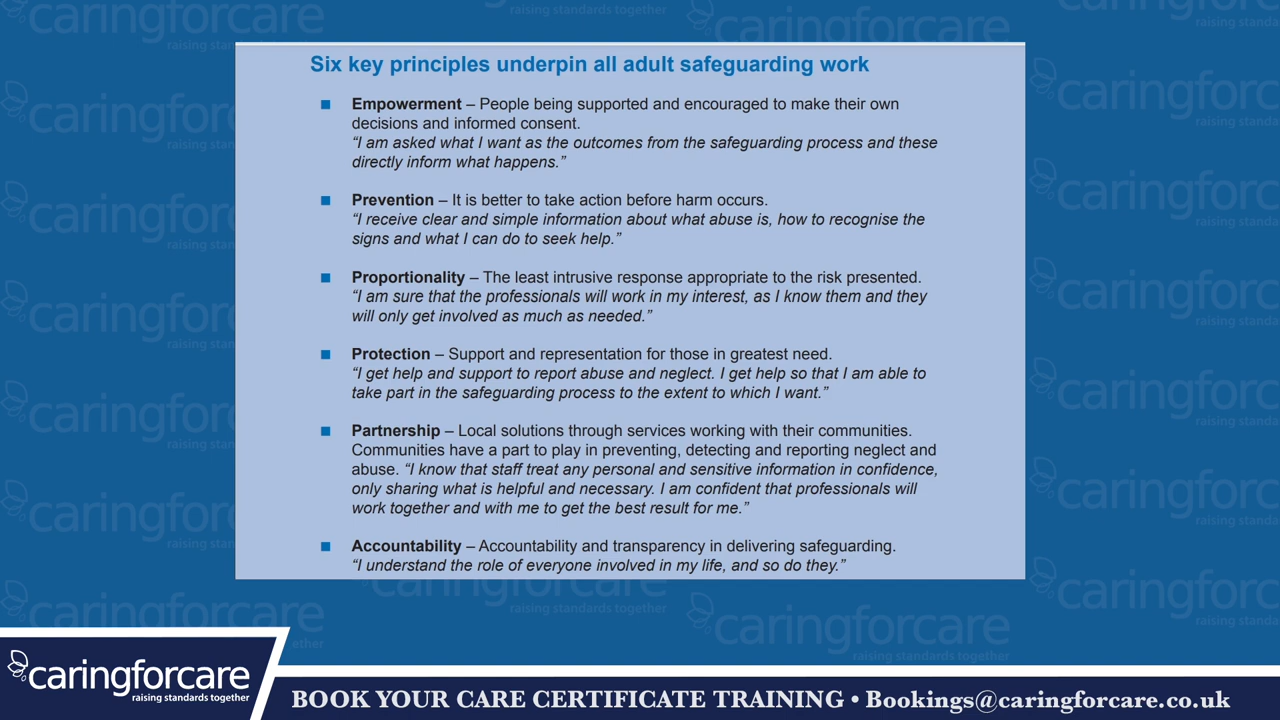 Six key principles underpin all adult safeguarding work
Empowerment – People being supported and encouraged to make their own
decisions and informed consent.
“I am asked what I want as the outcomes from the safeguarding process and these
directly inform what happens.”
Prevention – It is better to take action before harm occurs.
“I receive clear and simple information about what abuse is, how to recognise the
signs and what I can do to seek help.”
Proportionality – The least intrusive response appropriate to the risk presented.
“I am sure that the professionals will work in my interest, as I know them and they
will only get involved as much as needed.”
Protection – Support and representation for those in greatest need.
“I get help and support to report abuse and neglect. I get help so that I am able to
take part in the safeguarding process to the extent to which I want.”
Partnership – Local solutions through services working with their communities.
Communities have a part to play in preventing, detecting and reporting neglect and
abuse. “I know that staff treat any personal and sensitive information in confidence,
only sharing what is helpful and necessary. I am confident that professionals will
work together and with me to get the best result for me.”
Accountability – Accountability and transparency in delivering safeguarding.
“I understand the role of everyone involved in my life, and so do they.”
caringforcare
raising standards together
BOOK YOUR CARE CERTIFICATE TRAINING • Bookings@caringforcare.co.uk